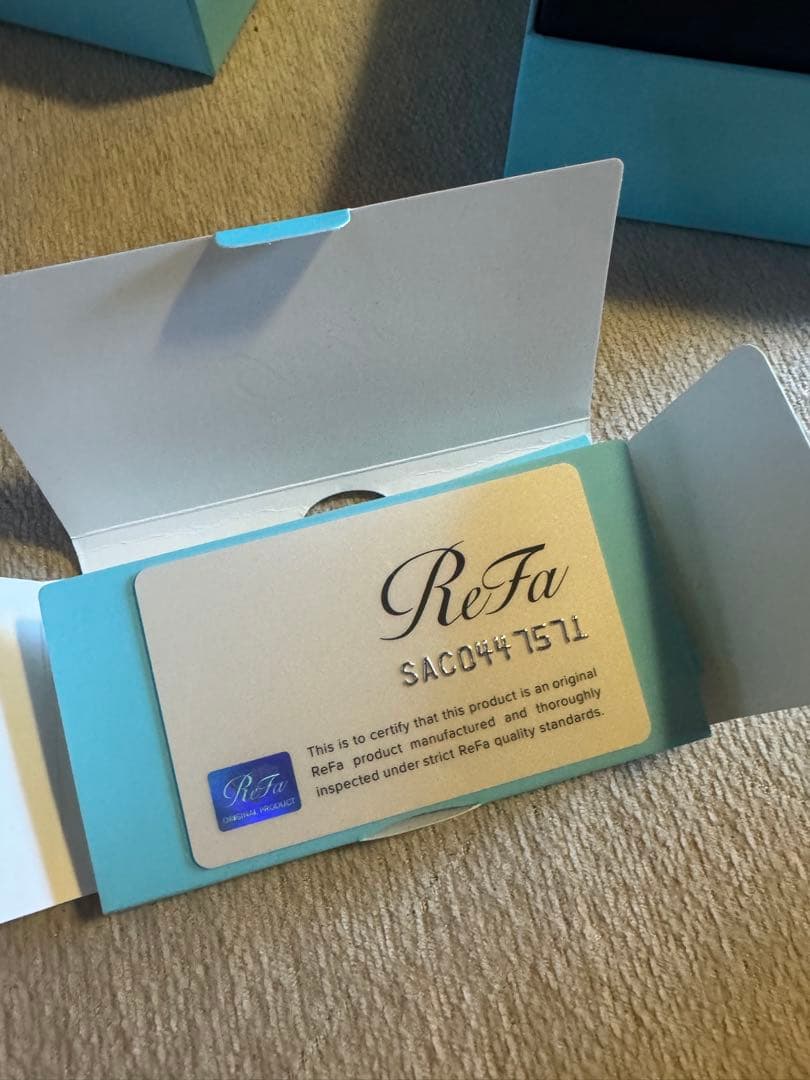 ReFa
SAC0447571
This is to certify that this product is an original
ReFa product manufactured and thoroughly
inspected under strict ReFa quality standards.
ReFa
ORIGINAL PRODUCT